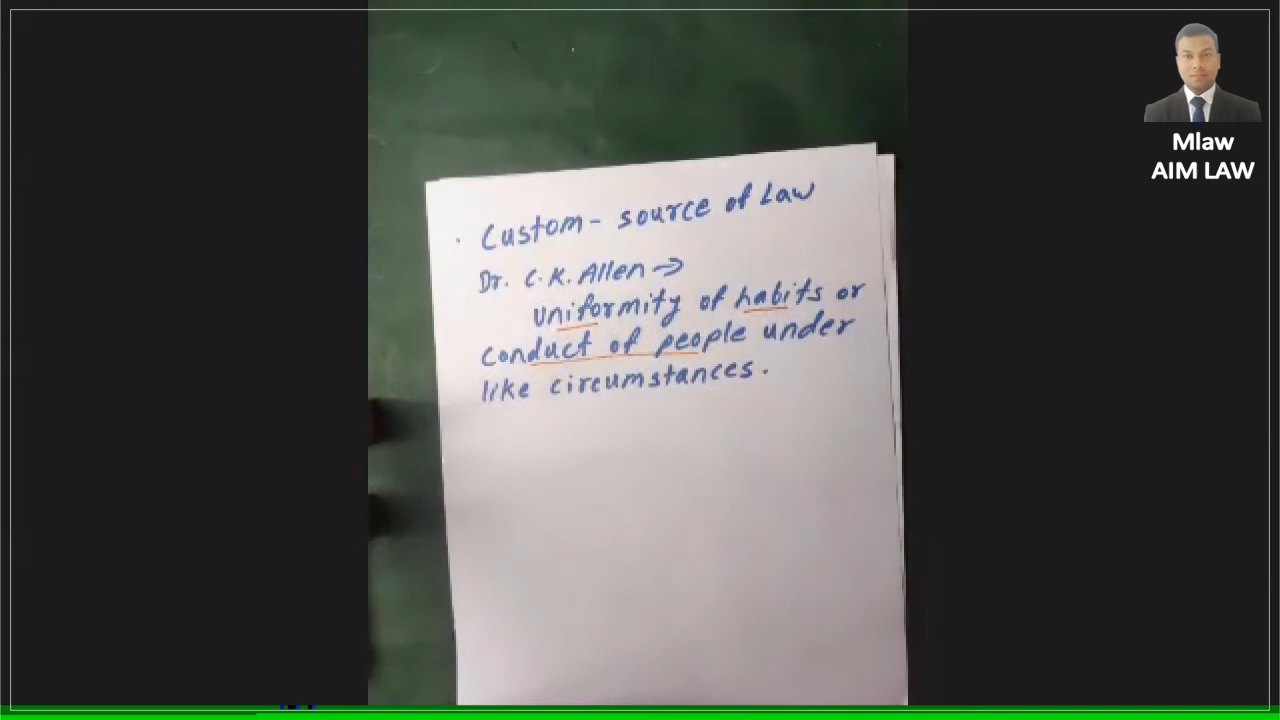 Custom - source of Law
Dr. C.K. Allen →
uniformity of habits or
conduct of people under
like circumstances.
Mlaw
AIM LAW